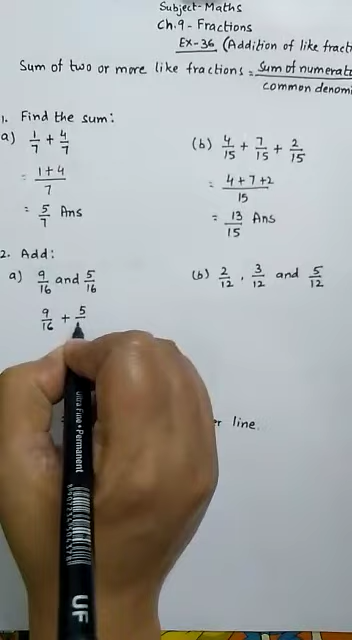 Subject-Maths
Ch.9-Fractions
Ex-36 (Addition of like fract
Sum of two or more like fractions = Sum of numerat
common denomi
1. Find the sum:
a) 1/7 + 4/7
= 1+4/7
= 5/7 Ans
(b) 4/15 + 7/15 + 2/15
= 4+7+2/15
= 13/15 Ans
2. Add:
a) 9/16 and 5/16
9/16 + 5
(b) 2/12 , 3/12 and 5/12
line..
Ultra Fine • Permanent
UF